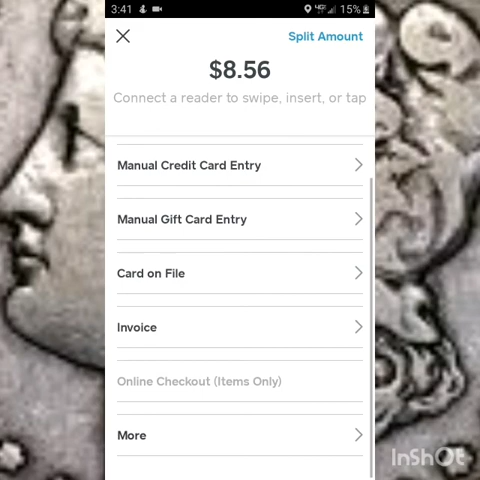 3:41
15%
Split Amount
$8.56
Connect a reader to swipe, insert, or tap
Manual Credit Card Entry
Manual Gift Card Entry
Card on File
Invoice
Online Checkout (Items Only)
More
InShOt